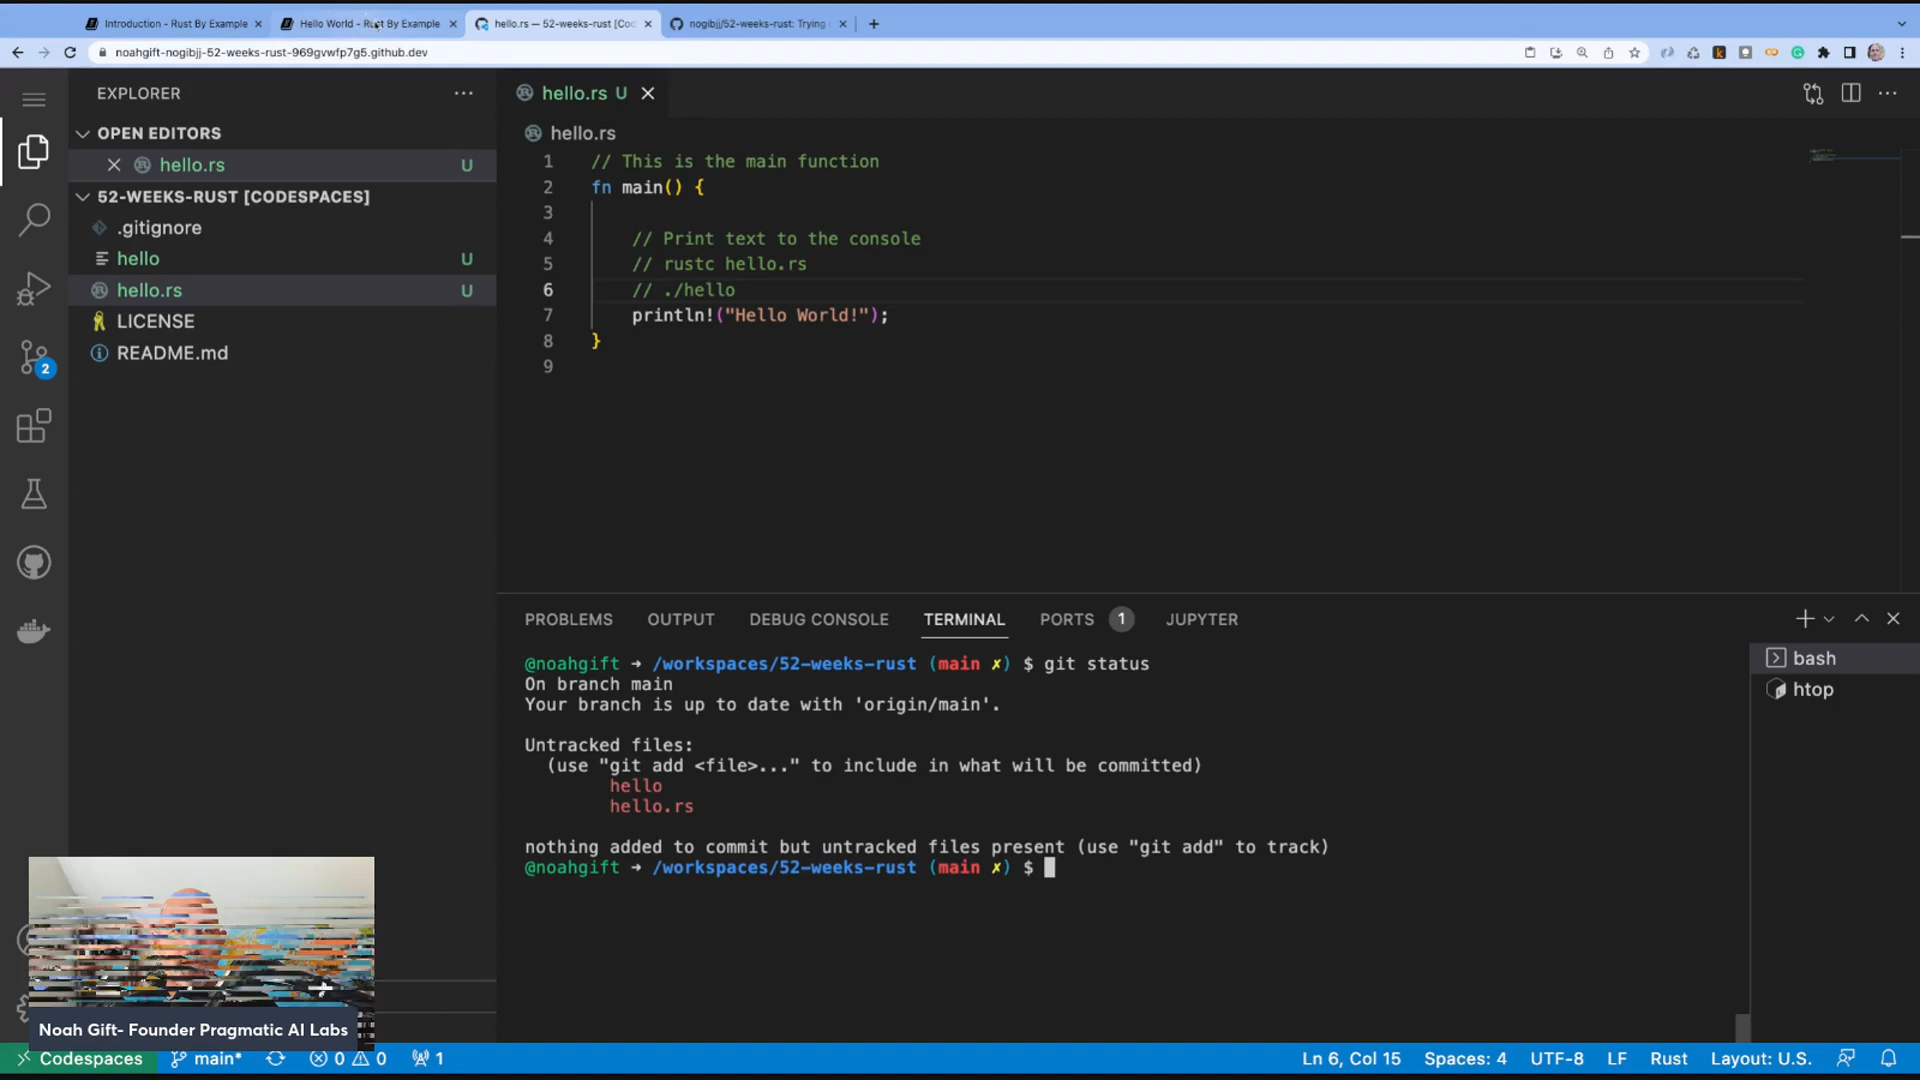 Introduction - Rust By Example
Hello World - Rust By Example
hello.rs — 52-weeks-rust [Cod
nogibjj/52-weeks-rust: Trying
noahgift-nogibjj-52-weeks-rust-969gvwfp7g5.github.dev
EXPLORER
OPEN EDITORS
hello.rs U
52-WEEKS-RUST [CODESPACES]
.gitignore
hello U
hello.rs U
LICENSE
README.md
2
hello.rs U
hello.rs
1 // This is the main function
2 fn main() {
3
4 // Print text to the console
5 // rustc hello.rs
6 // ./hello
7 println!("Hello World!");
8 }
9
PROBLEMS OUTPUT DEBUG CONSOLE TERMINAL PORTS 1 JUPYTER
@noahgift ➜ /workspaces/52-weeks-rust (main ✗) $ git status
On branch main
Your branch is up to date with 'origin/main'.
Untracked files:
(use "git add <file>..." to include in what will be committed)
hello
hello.rs
nothing added to commit but untracked files present (use "git add" to track)
@noahgift ➜ /workspaces/52-weeks-rust (main ✗) $
bash
htop
Noah Gift- Founder Pragmatic AI Labs
Codespaces main* 0 0 1 Ln 6, Col 15 Spaces: 4 UTF-8 LF Rust Layout: U.S.